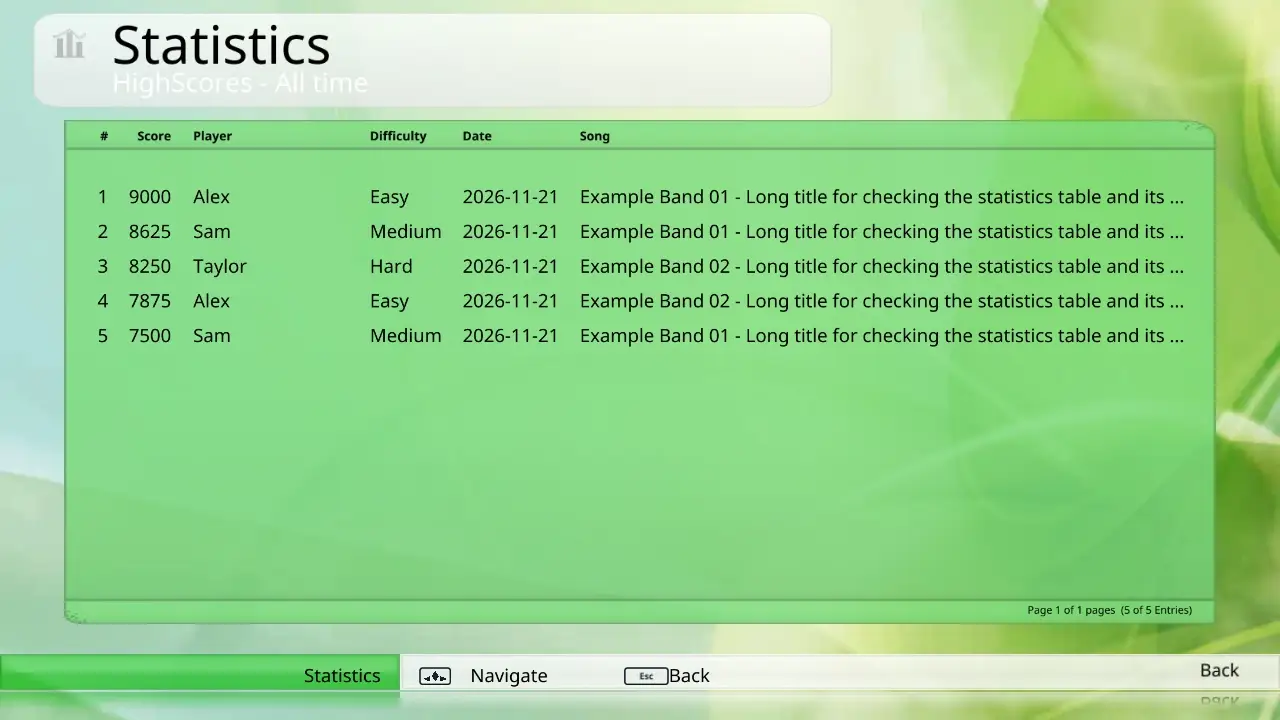 Statistics
HighScores - All time
# Score Player Difficulty Date Song
1 9000 Alex Easy 2026-11-21 Example Band 01 - Long title for checking the statistics table and its ...
2 8625 Sam Medium 2026-11-21 Example Band 01 - Long title for checking the statistics table and its ...
3 8250 Taylor Hard 2026-11-21 Example Band 02 - Long title for checking the statistics table and its ...
4 7875 Alex Easy 2026-11-21 Example Band 02 - Long title for checking the statistics table and its ...
5 7500 Sam Medium 2026-11-21 Example Band 01 - Long title for checking the statistics table and its ...
Page 1 of 1 pages (5 of 5 Entries)
Statistics Navigate Esc Back Back